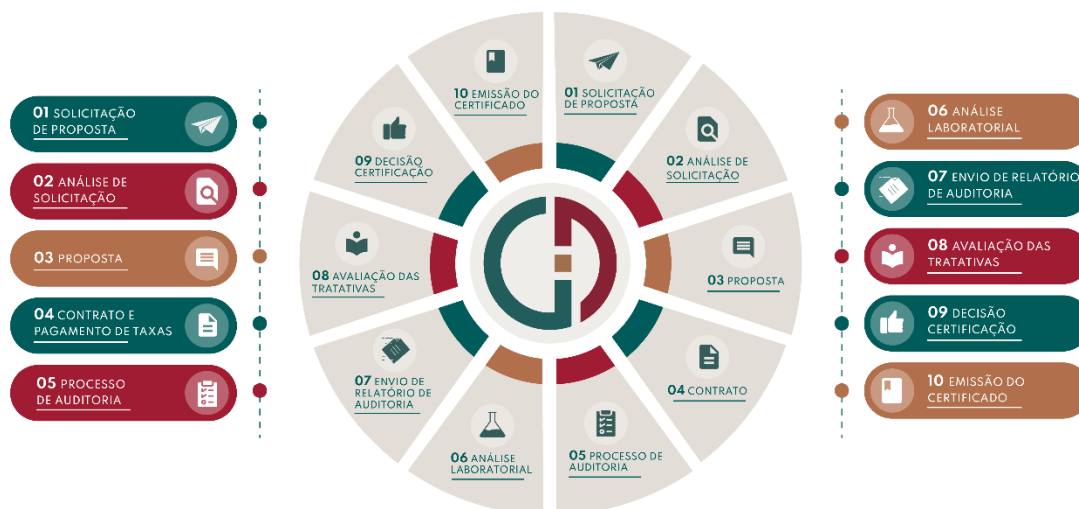 01 SOLICITAÇÃO
DE PROPOSTA
02 ANÁLISE DE
SOLICITAÇÃO
03 PROPOSTA
04 CONTRATO E
PAGAMENTO DE TAXAS
05 PROCESSO
DE AUDITORIA
01 SOLICITAÇÃO
DE PROPOSTA
02 ANÁLISE DE
SOLICITAÇÃO
03 PROPOSTA
04 CONTRATO
05 PROCESSO DE
AUDITORIA
06 ANÁLISE
LABORATORIAL
07 ENVIO DE
RELATÓRIO DE
AUDITORIA
08 AVALIAÇÃO DAS
TRATATIVAS
09 DECISÃO
CERTIFICAÇÃO
10 EMISSÃO DO
CERTIFICADO
06 ANÁLISE
LABORATORIAL
07 ENVIO DE RELATÓRIO
DE AUDITORIA
08 AVALIAÇÃO DAS
TRATATIVAS
09 DECISÃO
CERTIFICAÇÃO
10 EMISSÃO DO
CERTIFICADO